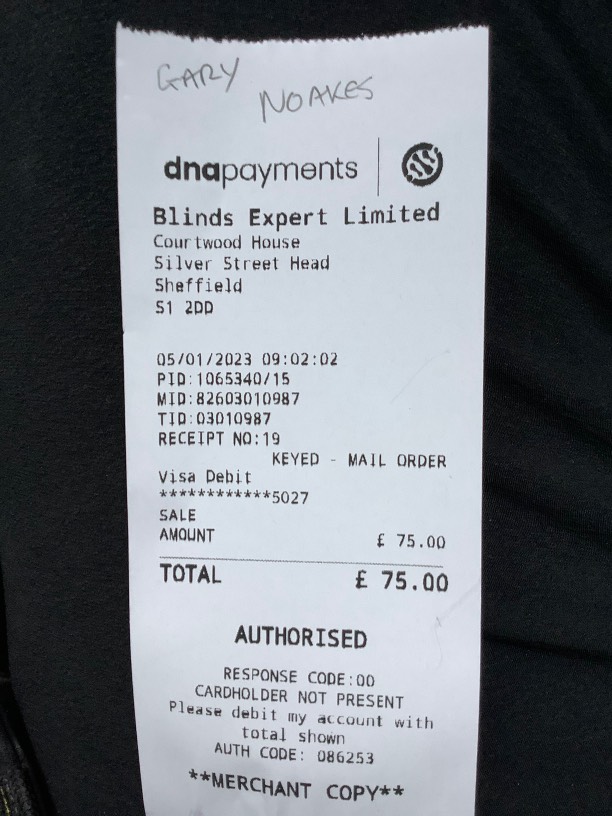 GARY
NOAKES
dnapayments
Blinds Expert Limited
Courtwood House
Silver Street Head
Sheffield
S1 2DD
05/01/2023 09:02:02
PID:1065340/15
MID:82603010987
TID:03010987
RECEIPT NO:19
KEYED - MAIL ORDER
Visa Debit
************5027
SALE
AMOUNT £ 75.00
TOTAL £ 75.00
AUTHORISED
RESPONSE CODE:00
CARDHOLDER NOT PRESENT
Please debit my account with
total shown
AUTH CODE: 086253
**MERCHANT COPY**